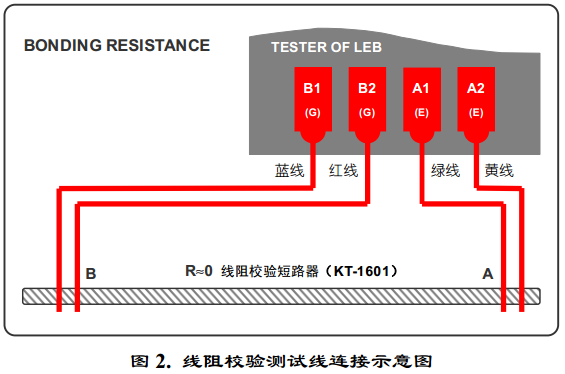 BONDING RESISTANCE
TESTER OF LEB
B1 B2 A1 A2
(G) (G) (E) (E)
蓝线 红线 绿线 黄线
B R≈0 线阻校验短路器（KT-1601） A
图 2. 线阻校验测试线连接示意图